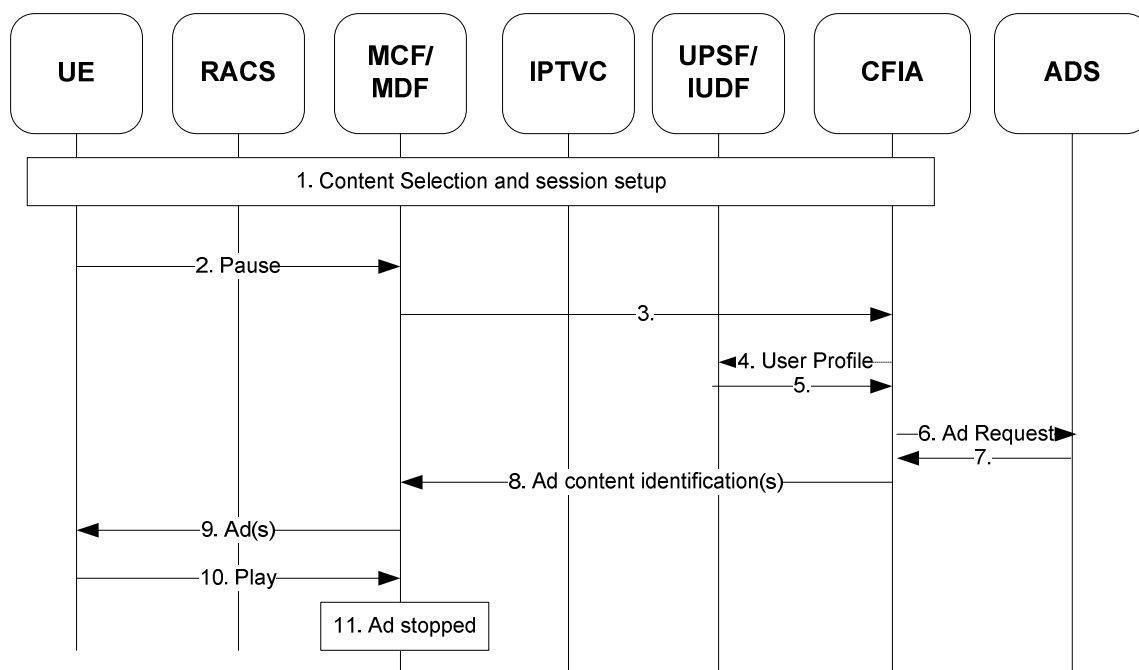 UE
RACS
MCF/
MDF
IPTVC
UPSF/
IUDF
CFIA
ADS
1. Content Selection and session setup
2. Pause
3.
4. User Profile
5.
6. Ad Request
7.
8. Ad content identification(s)
9. Ad(s)
10. Play
11. Ad stopped